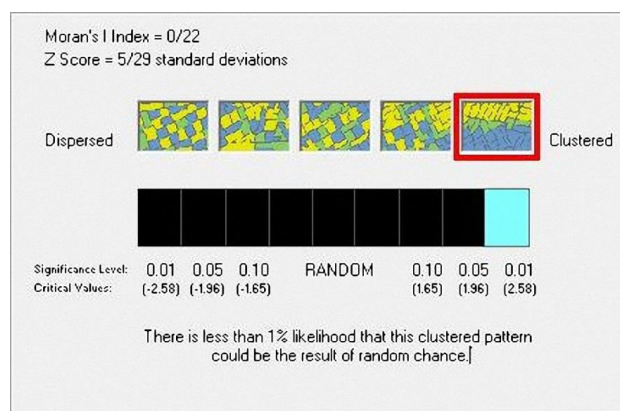 Moran's I Index = 0/22
Z Score = 5/29 standard deviations
Dispersed
Clustered
Significance Level: 0.01 0.05 0.10 RANDOM 0.10 0.05 0.01
Critical Values: (-2.58) (-1.96) (-1.65) (1.65) (1.96) (2.58)
There is less than 1% likelihood that this clustered pattern
could be the result of random chance.